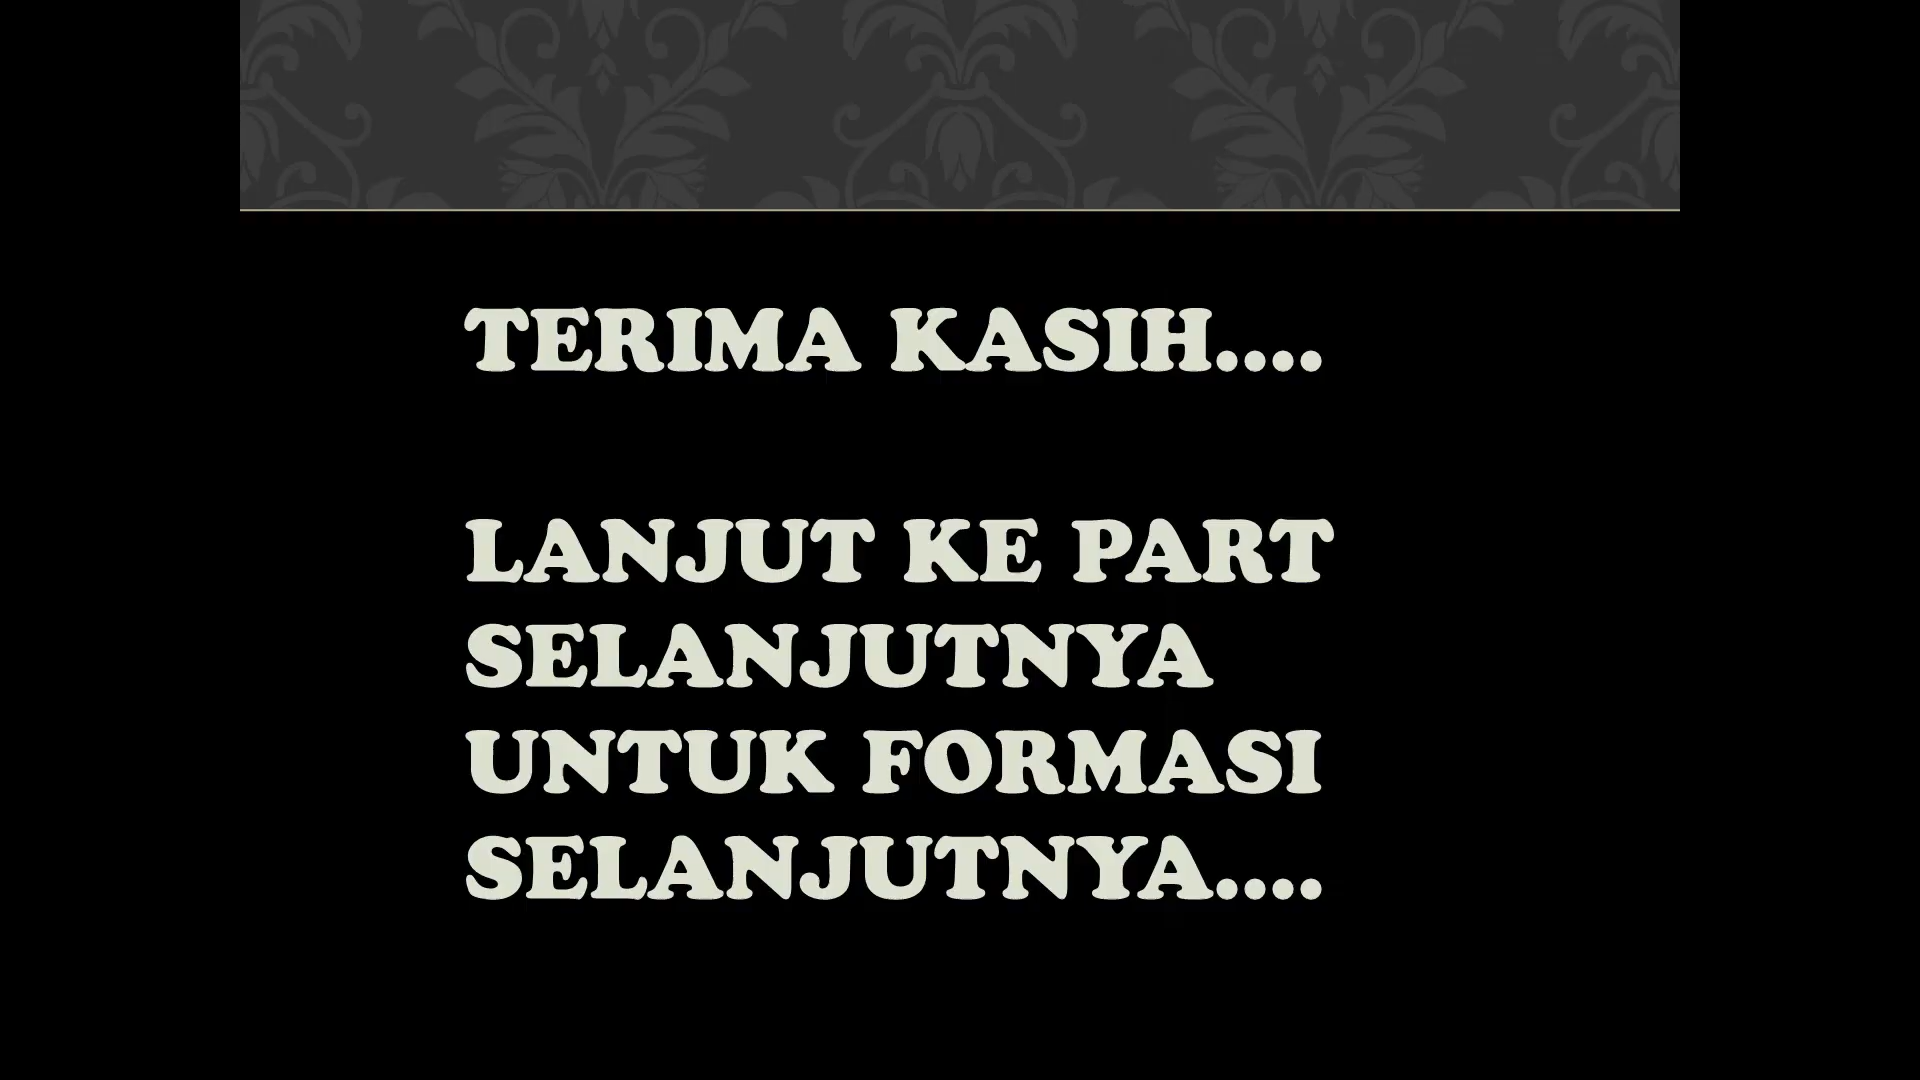 TERIMA KASIH....
LANJUT KE PART
SELANJUTNYA
UNTUK FORMASI
SELANJUTNYA....